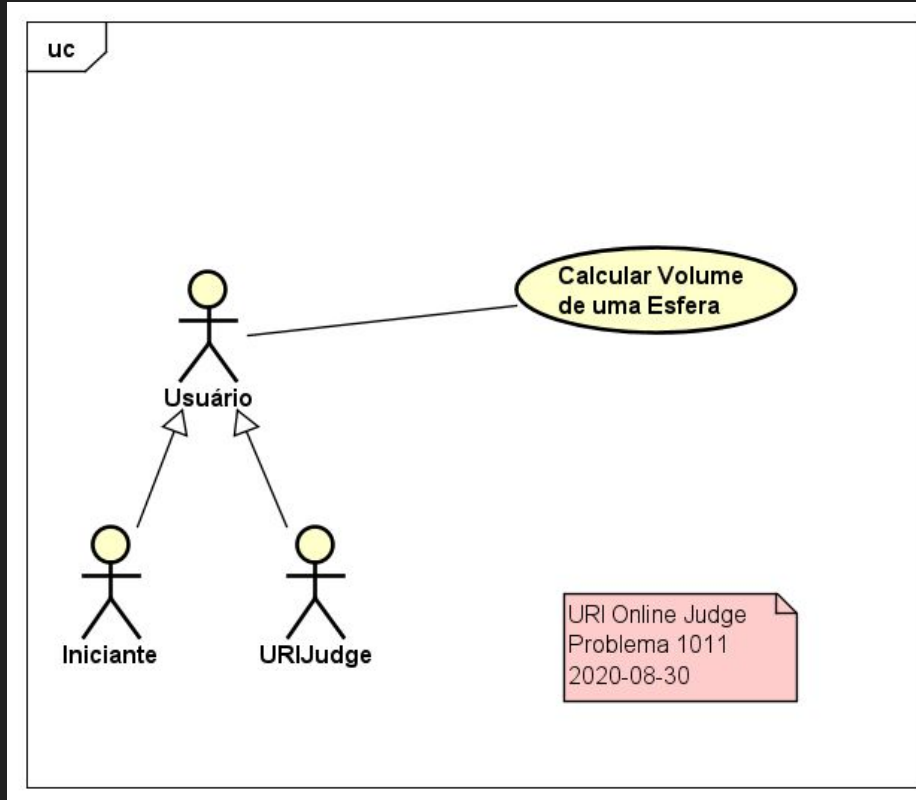 uc
Calcular Volume
de uma Esfera
Usuário
Iniciante
URIJudge
URI Online Judge
Problema 1011
2020-08-30